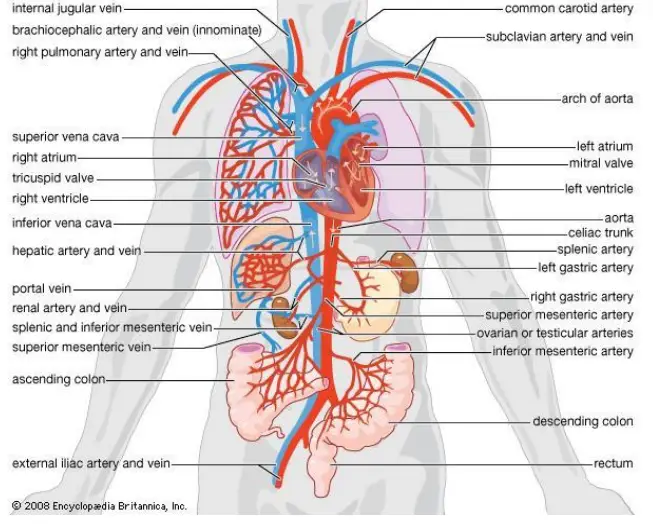 internal jugular vein
brachiocephalic artery and vein (innominate)
right pulmonary artery and vein
superior vena cava
right atrium
tricuspid valve
right ventricle
inferior vena cava
hepatic artery and vein
portal vein
renal artery and vein
splenic and inferior mesenteric vein
superior mesenteric vein
ascending colon
external iliac artery and vein
common carotid artery
subclavian artery and vein
arch of aorta
left atrium
mitral valve
left ventricle
aorta
celiac trunk
splenic artery
left gastric artery
right gastric artery
superior mesenteric artery
ovarian or testicular arteries
inferior mesenteric artery
descending colon
rectum
© 2008 Encyclopædia Britannica, Inc.